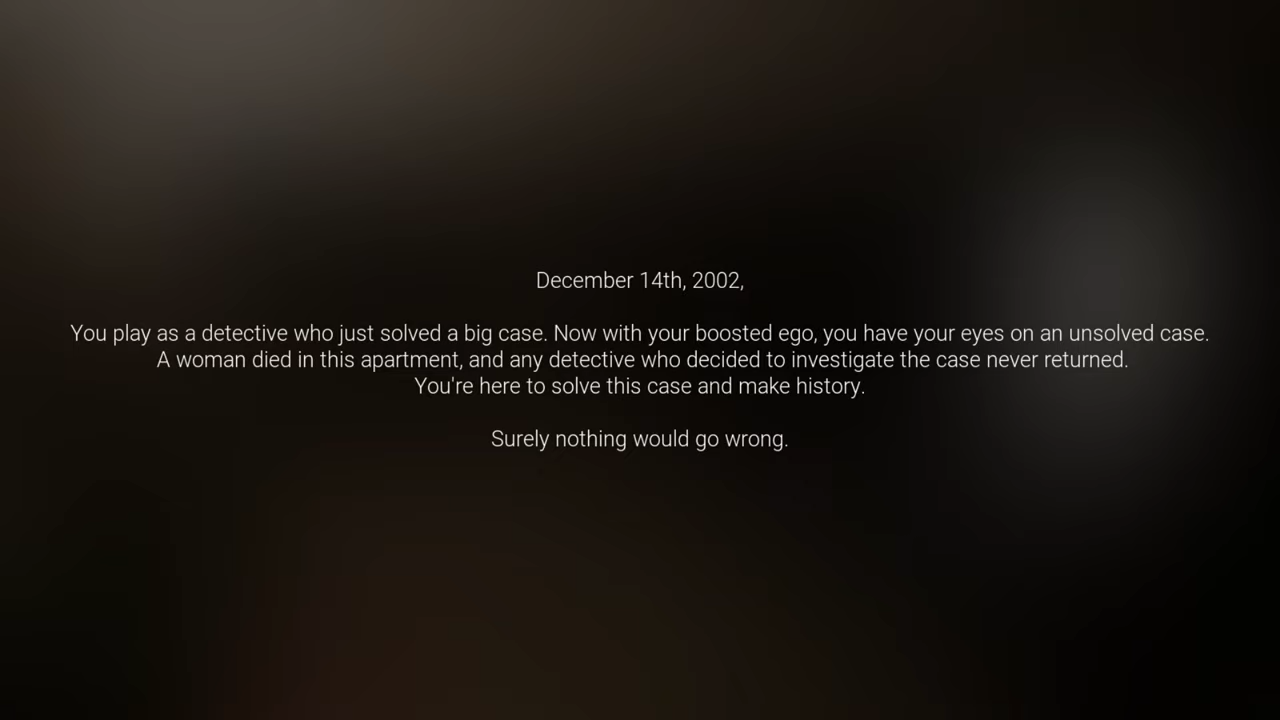 December 14th, 2002,
You play as a detective who just solved a big case. Now with your boosted ego, you have your eyes on an unsolved case.
A woman died in this apartment, and any detective who decided to investigate the case never returned.
You're here to solve this case and make history.
Surely nothing would go wrong.